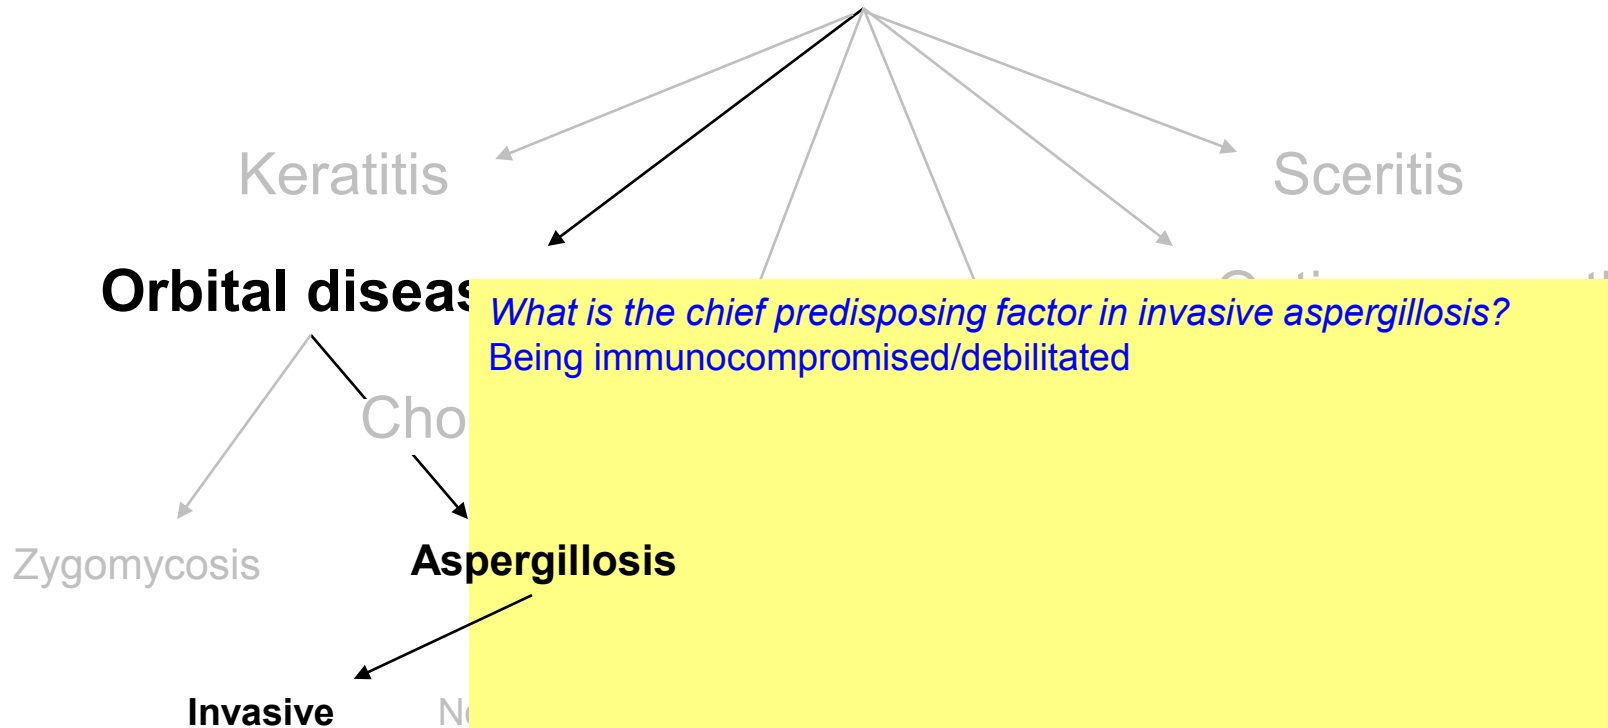 Keratitis
Sceritis
Orbital diseas
What is the chief predisposing factor in invasive aspergillosis?
Being immunocompromised/debilitated
Cho
Zygomycosis
Aspergillosis
Invasive